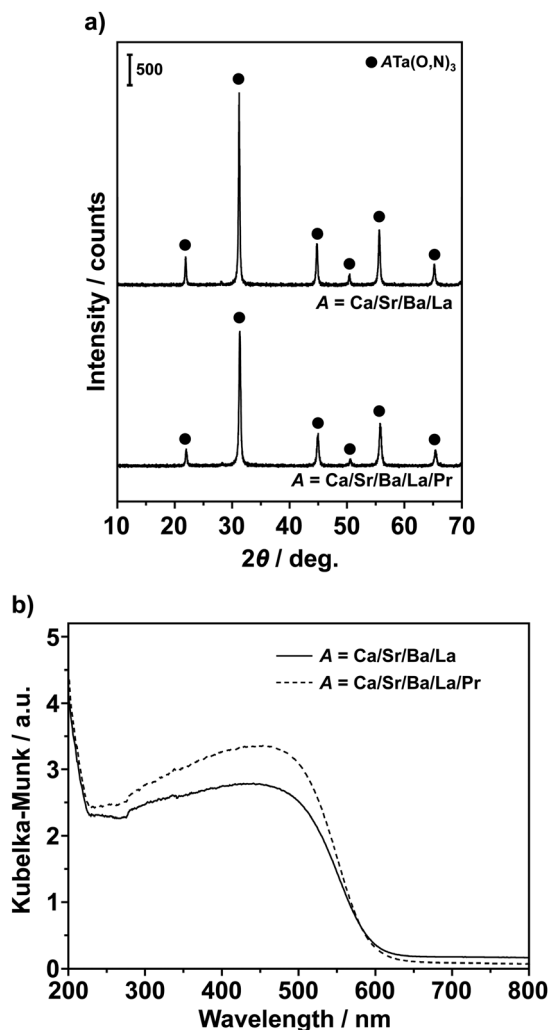 a)
500
● ATa(O,N)₃
Intensity / counts
A = Ca/Sr/Ba/La
A = Ca/Sr/Ba/La/Pr
10 20 30 40 50 60 70
2θ / deg.
b)
5
4
3
2
1
0
Kubelka-Munk / a.u.
A = Ca/Sr/Ba/La
A = Ca/Sr/Ba/La/Pr
200 300 400 500 600 700 800
Wavelength / nm